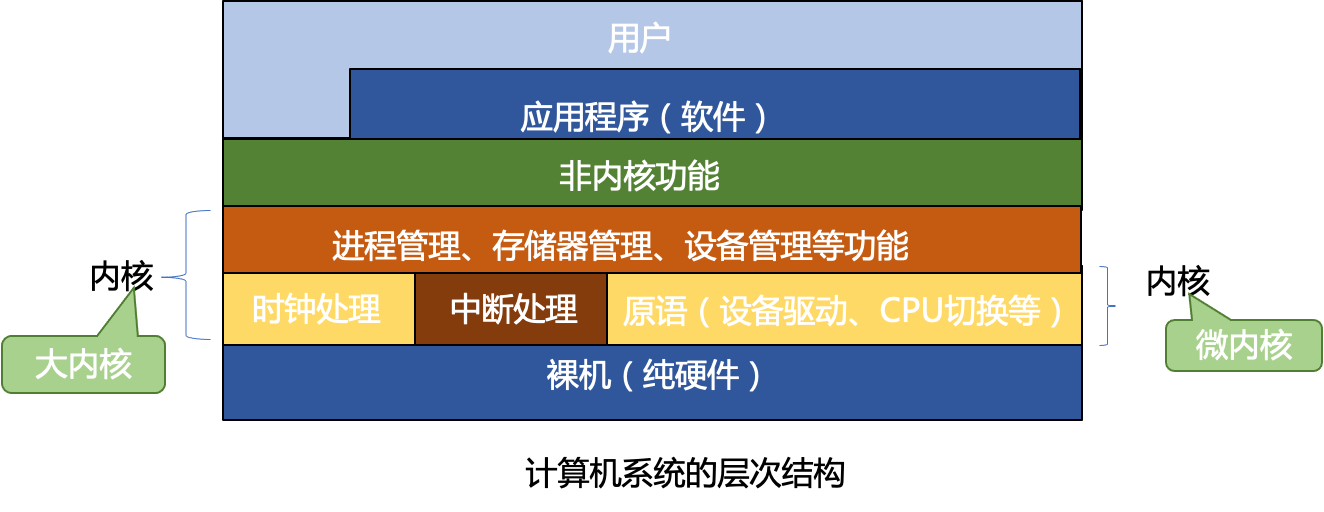 用户
应用程序（软件）
非内核功能
进程管理、存储器管理、设备管理等功能
内核
内核
时钟处理
中断处理
原语（设备驱动、CPU切换等）
大内核
微内核
裸机（纯硬件）
计算机系统的层次结构